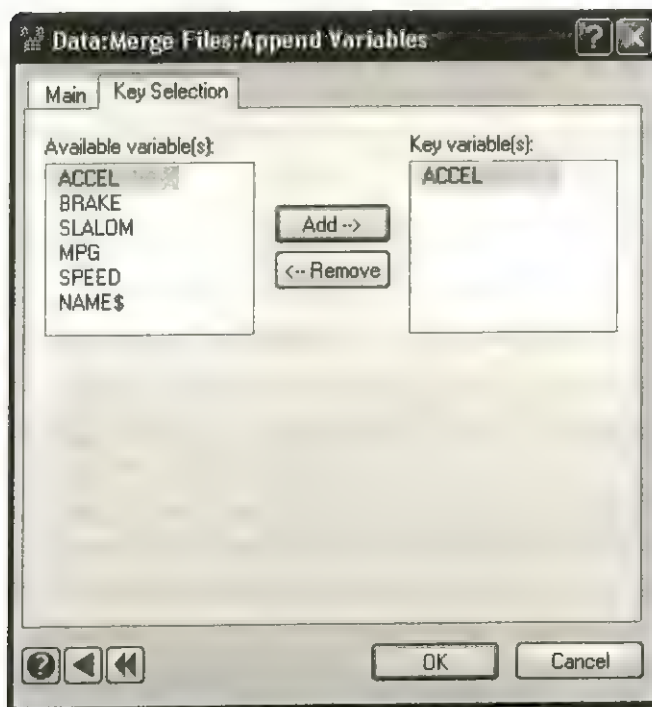 Data:Merge Files:Append Variables
Main Key Selection
Available variable(s):
ACCEL
BRAKE
SLALOM
MPG
SPEED
NAME$
Add -->
<-- Remove
Key variable(s):
ACCEL
OK
Cancel